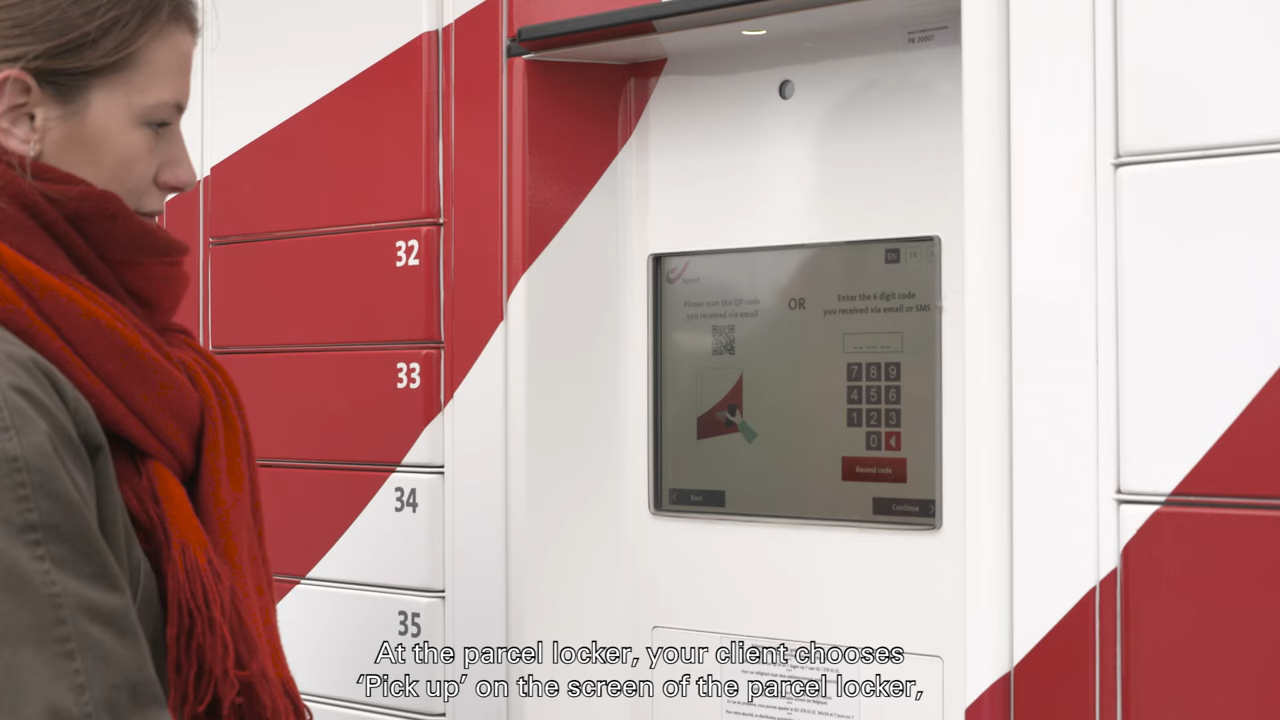 PB 20007
32
33
34
35
EN
FR
bpost
Please scan the QR code
you received via email
OR
Enter the 6 digit code
you received via email or SMS
7 8 9
4 5 6
1 2 3
0
Resend code
Back
Continue
At the parcel locker, your client chooses
‘Pick up’ on the screen of the parcel locker,